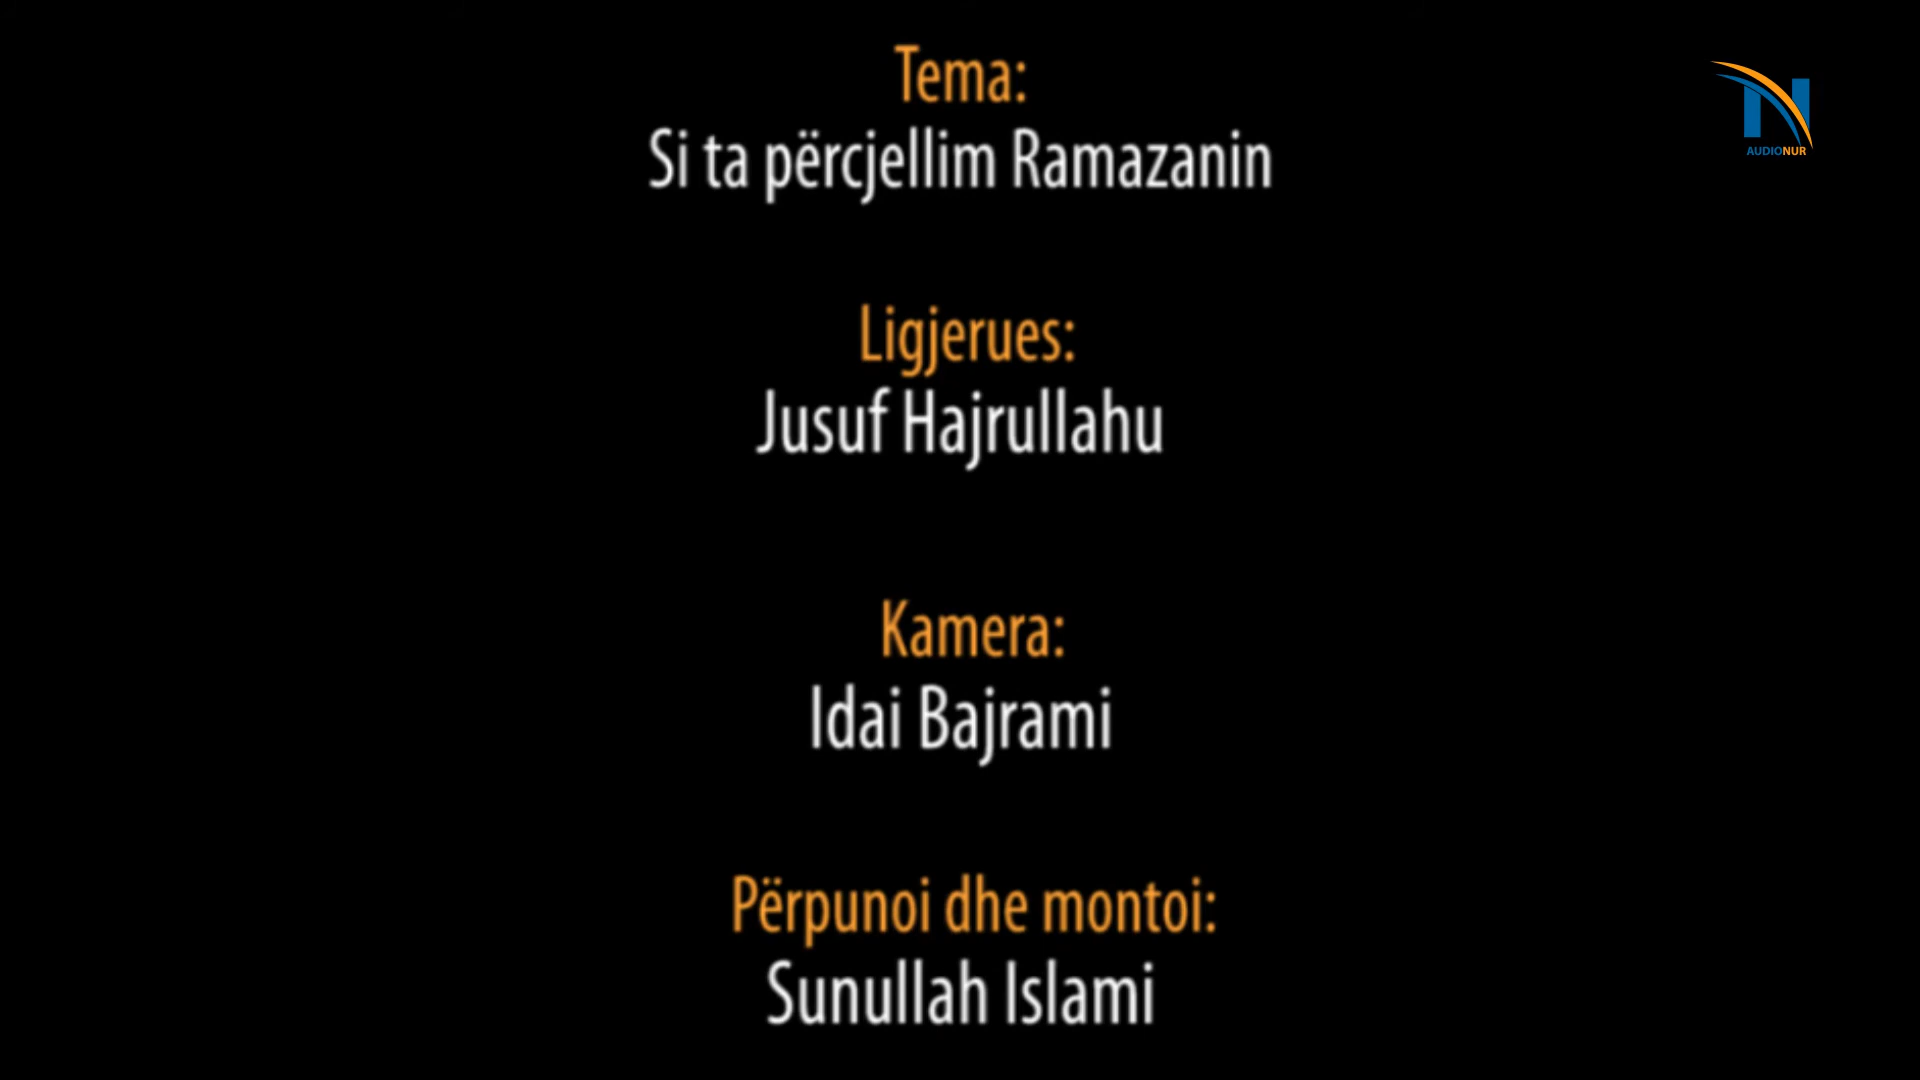 Tema:
Si ta përcjellim Ramazanin
AUDIONUR
Ligjerues:
Jusuf Hajrullahu
Kamera:
Idai Bajrami
Përpunoi dhe montoi:
Sunullah Islami